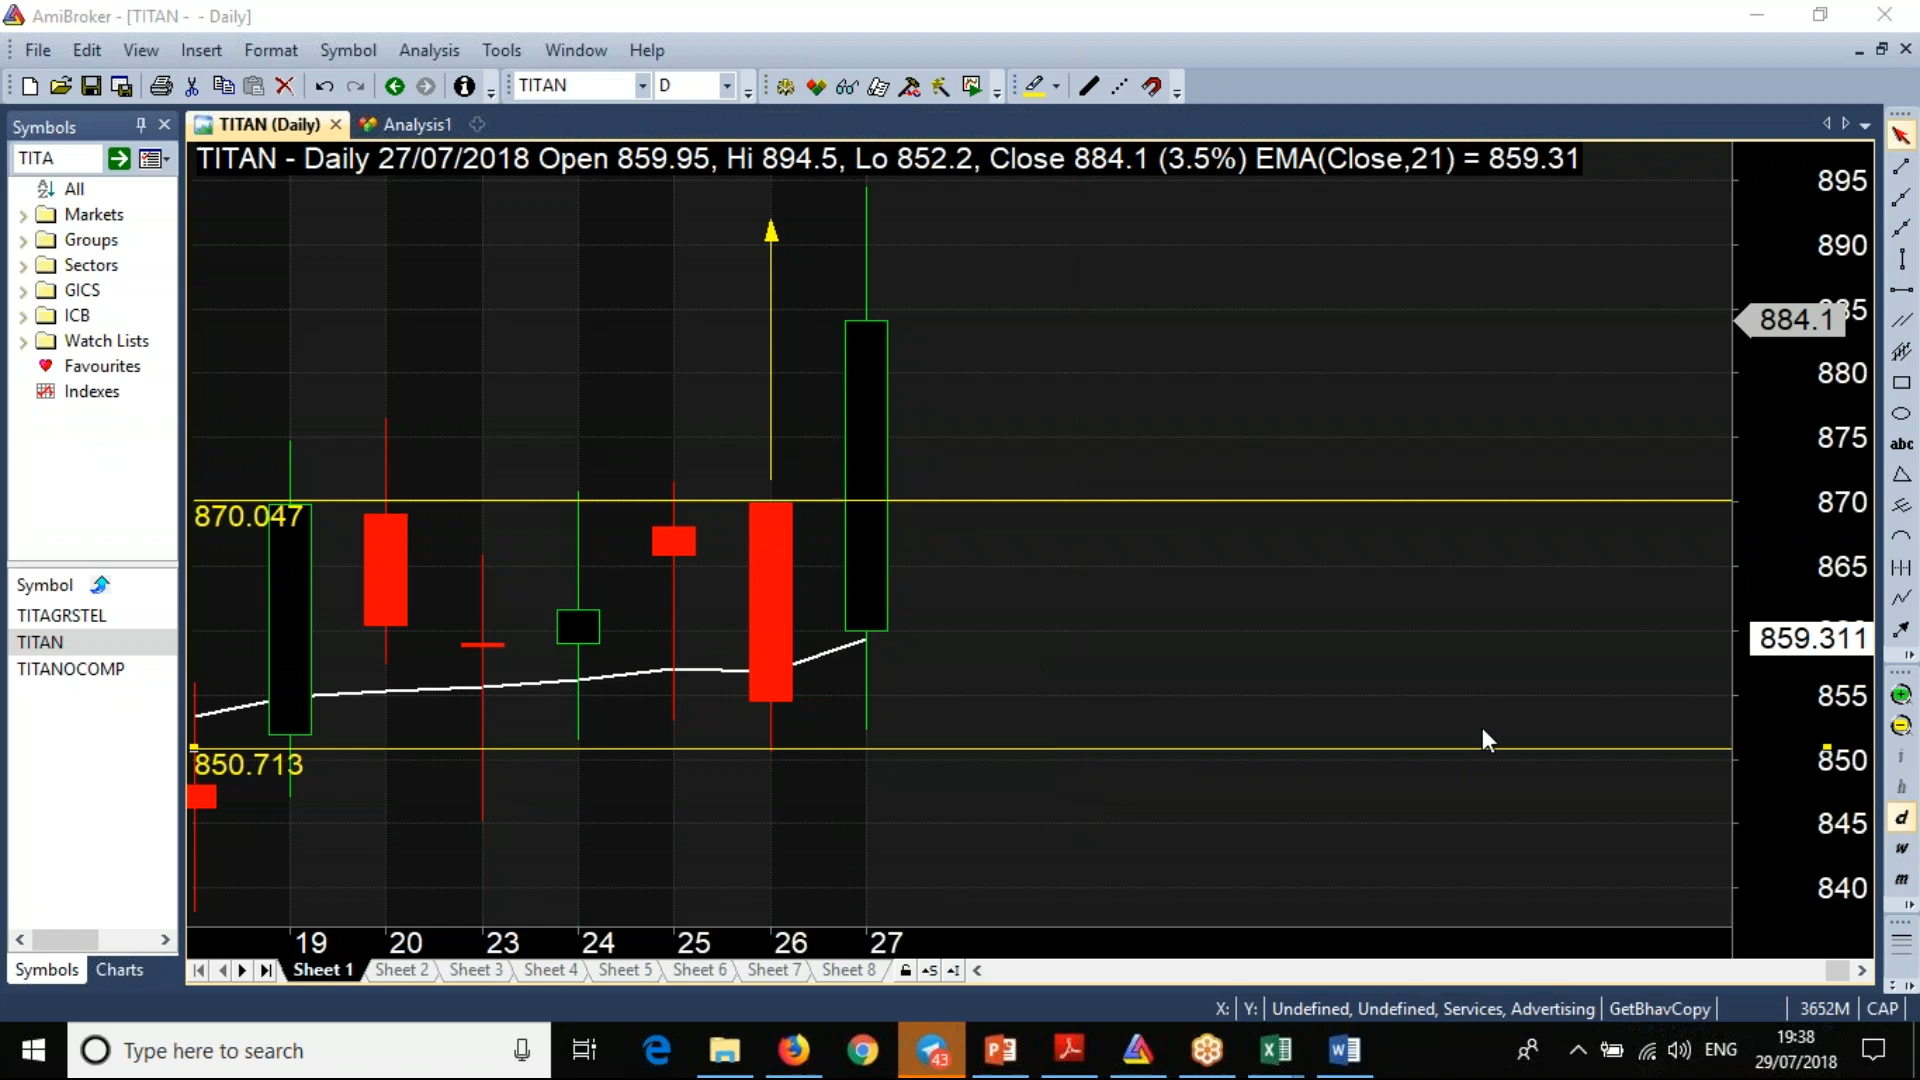 AmiBroker - [TITAN - - Daily]
File Edit View Insert Format Symbol Analysis Tools Window Help
TITAN D
Symbols
TITAN (Daily) Analysis1
TITA
TITAN - Daily 27/07/2018 Open 859.95, Hi 894.5, Lo 852.2, Close 884.1 (3.5%) EMA(Close,21) = 859.31
All
Markets
Groups
Sectors
GICS
ICB
Watch Lists
Favourites
Indexes
Symbol
TITAGRSTEL
TITAN
TITANOCOMP
Symbols Charts
895
890
884.1
880
875
870
870.047
865
859.311
855
850
850.713
845
840
abc
i
h
d
w
m
19 20 23 24 25 26 27
Sheet 1 Sheet 2 Sheet 3 Sheet 4 Sheet 5 Sheet 6 Sheet 7 Sheet 8
X: Y: Undefined, Undefined, Services, Advertising GetBhavCopy 3652M CAP
Type here to search
43
ENG
19:38
29/07/2018